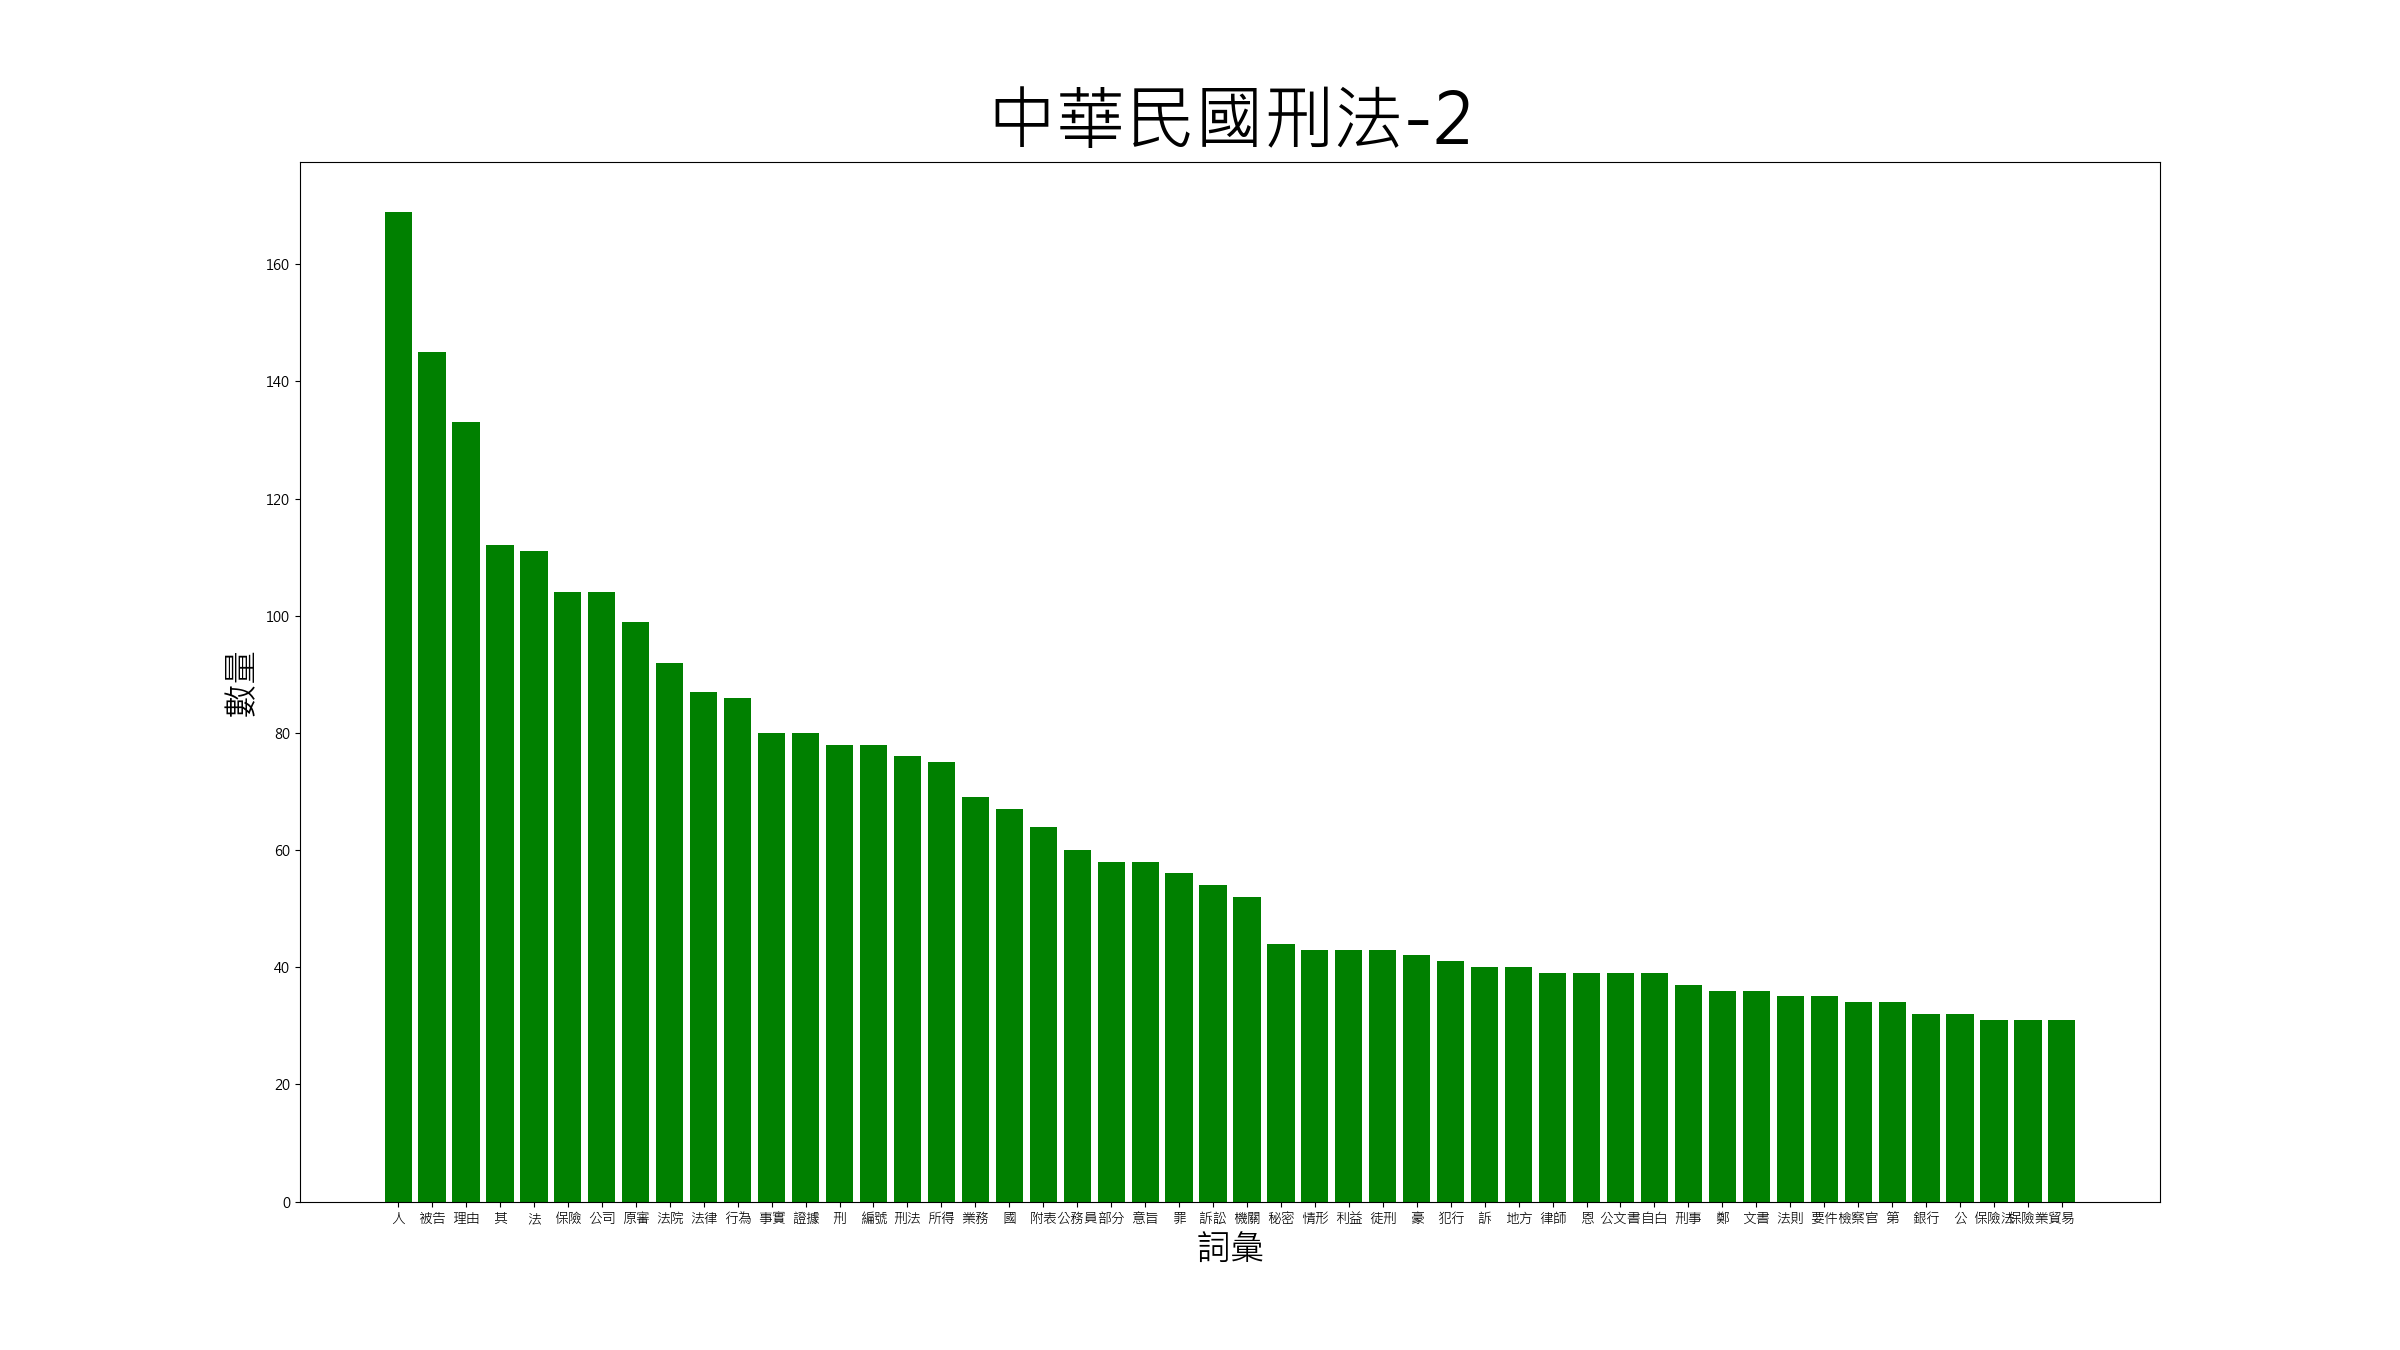 中華民國刑法-2
數量
160
140
120
100
80
60
40
20
0
人 被告 理由 其 法 保險 公司 原審 法院 法律 行為 事實 證據 刑 編號 刑法 所得 業務 國 附表 公務員 部分 意旨 罪 訴訟 機關 秘密 情形 利益 徒刑 豪 犯行 訴 地方 律師 恩 公文書 自白 刑事 鄭 文書 法則 要件 檢察官 第 銀行 公 保險法 保險業 貿易
詞彙